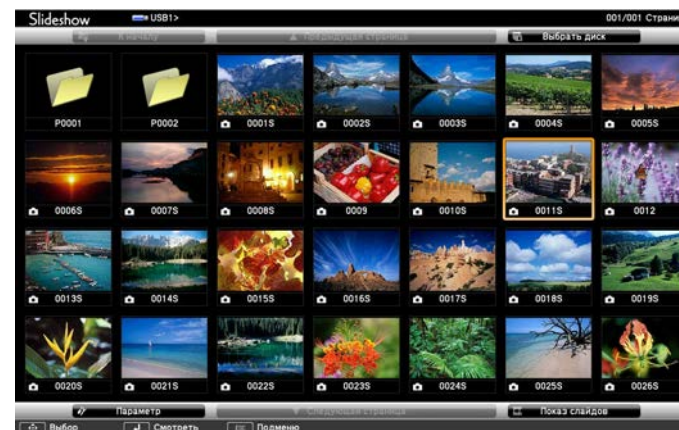 Slideshow USB1> 001/001 Страни
К началу Предыдущая страница Выбрать диск
P0001 P0002 0001S 0002S 0003S 0004S 0005S
0006S 0007S 0008S 0009 0010S 0011S 0012
0013S 0014S 0015S 0016S 0017S 0018S 0019S
0020S 0021S 0022S 0023S 0024S 0025S 0026S
Параметр Следующая страница Показ слайдов
Выбор Смотреть Подменю